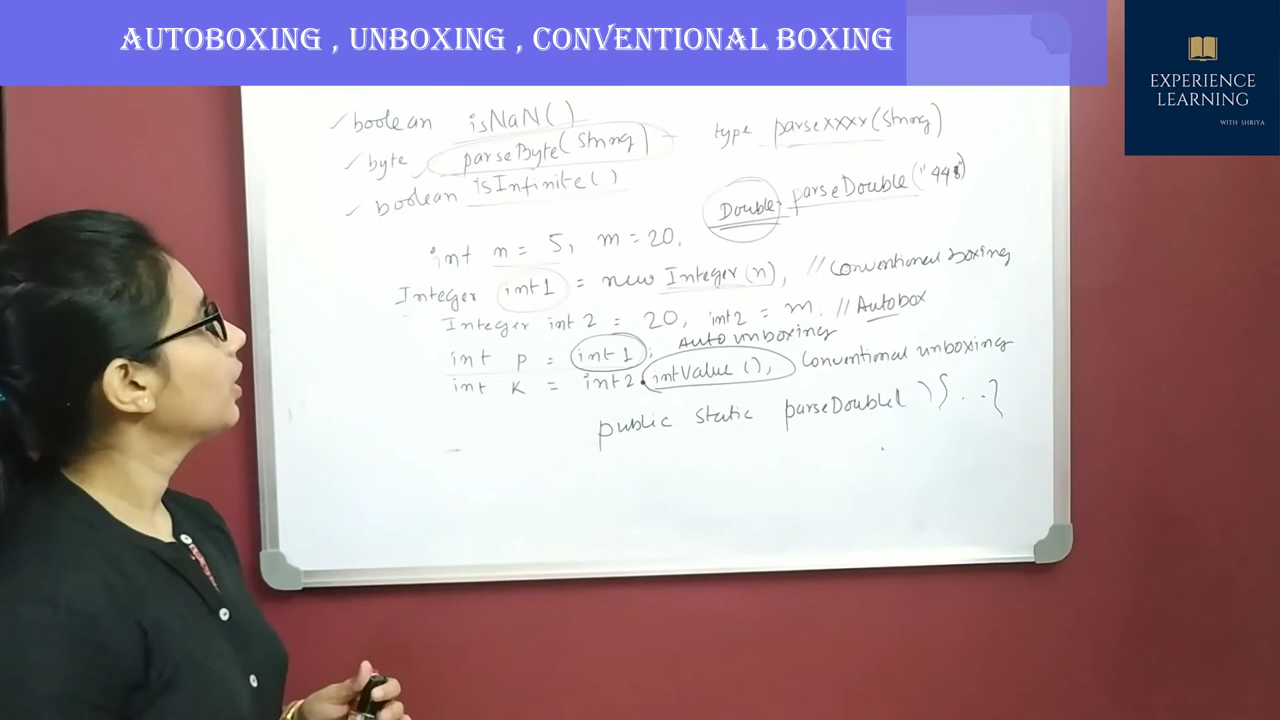 AUTOBOXING , UNBOXING , CONVENTIONAL BOXING
EXPERIENCE
LEARNING
WITH SHRIYA
boolean isNaN()
byte parseByte(String) type parsexxxx(String)
boolean isInfinite()
Double. parseDouble("448")
int n = 5, m = 20,
Integer int1 = new Integer(n), // Conventional boxing
Integer int2 = 20, int2 = m. // Autobox
int p = int1; Auto unboxing
int K = int2.intValue(), Conventional unboxing
public static parseDouble( ) { .. }